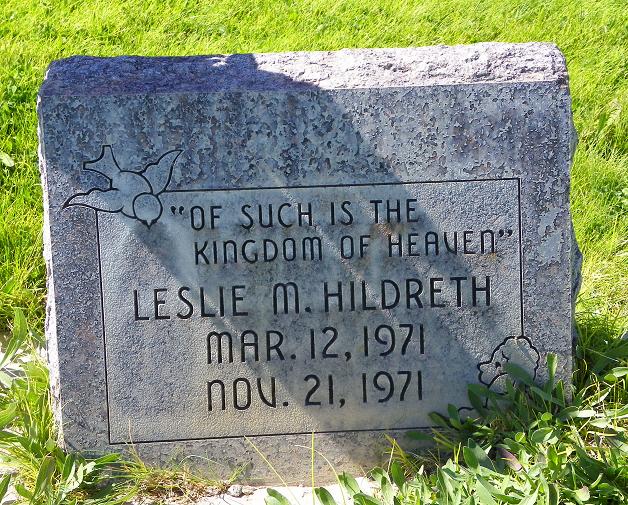 "OF SUCH IS THE
KINGDOM OF HEAVEN"
LESLIE M. HILDRETH
MAR. 12, 1971
NOV. 21, 1971